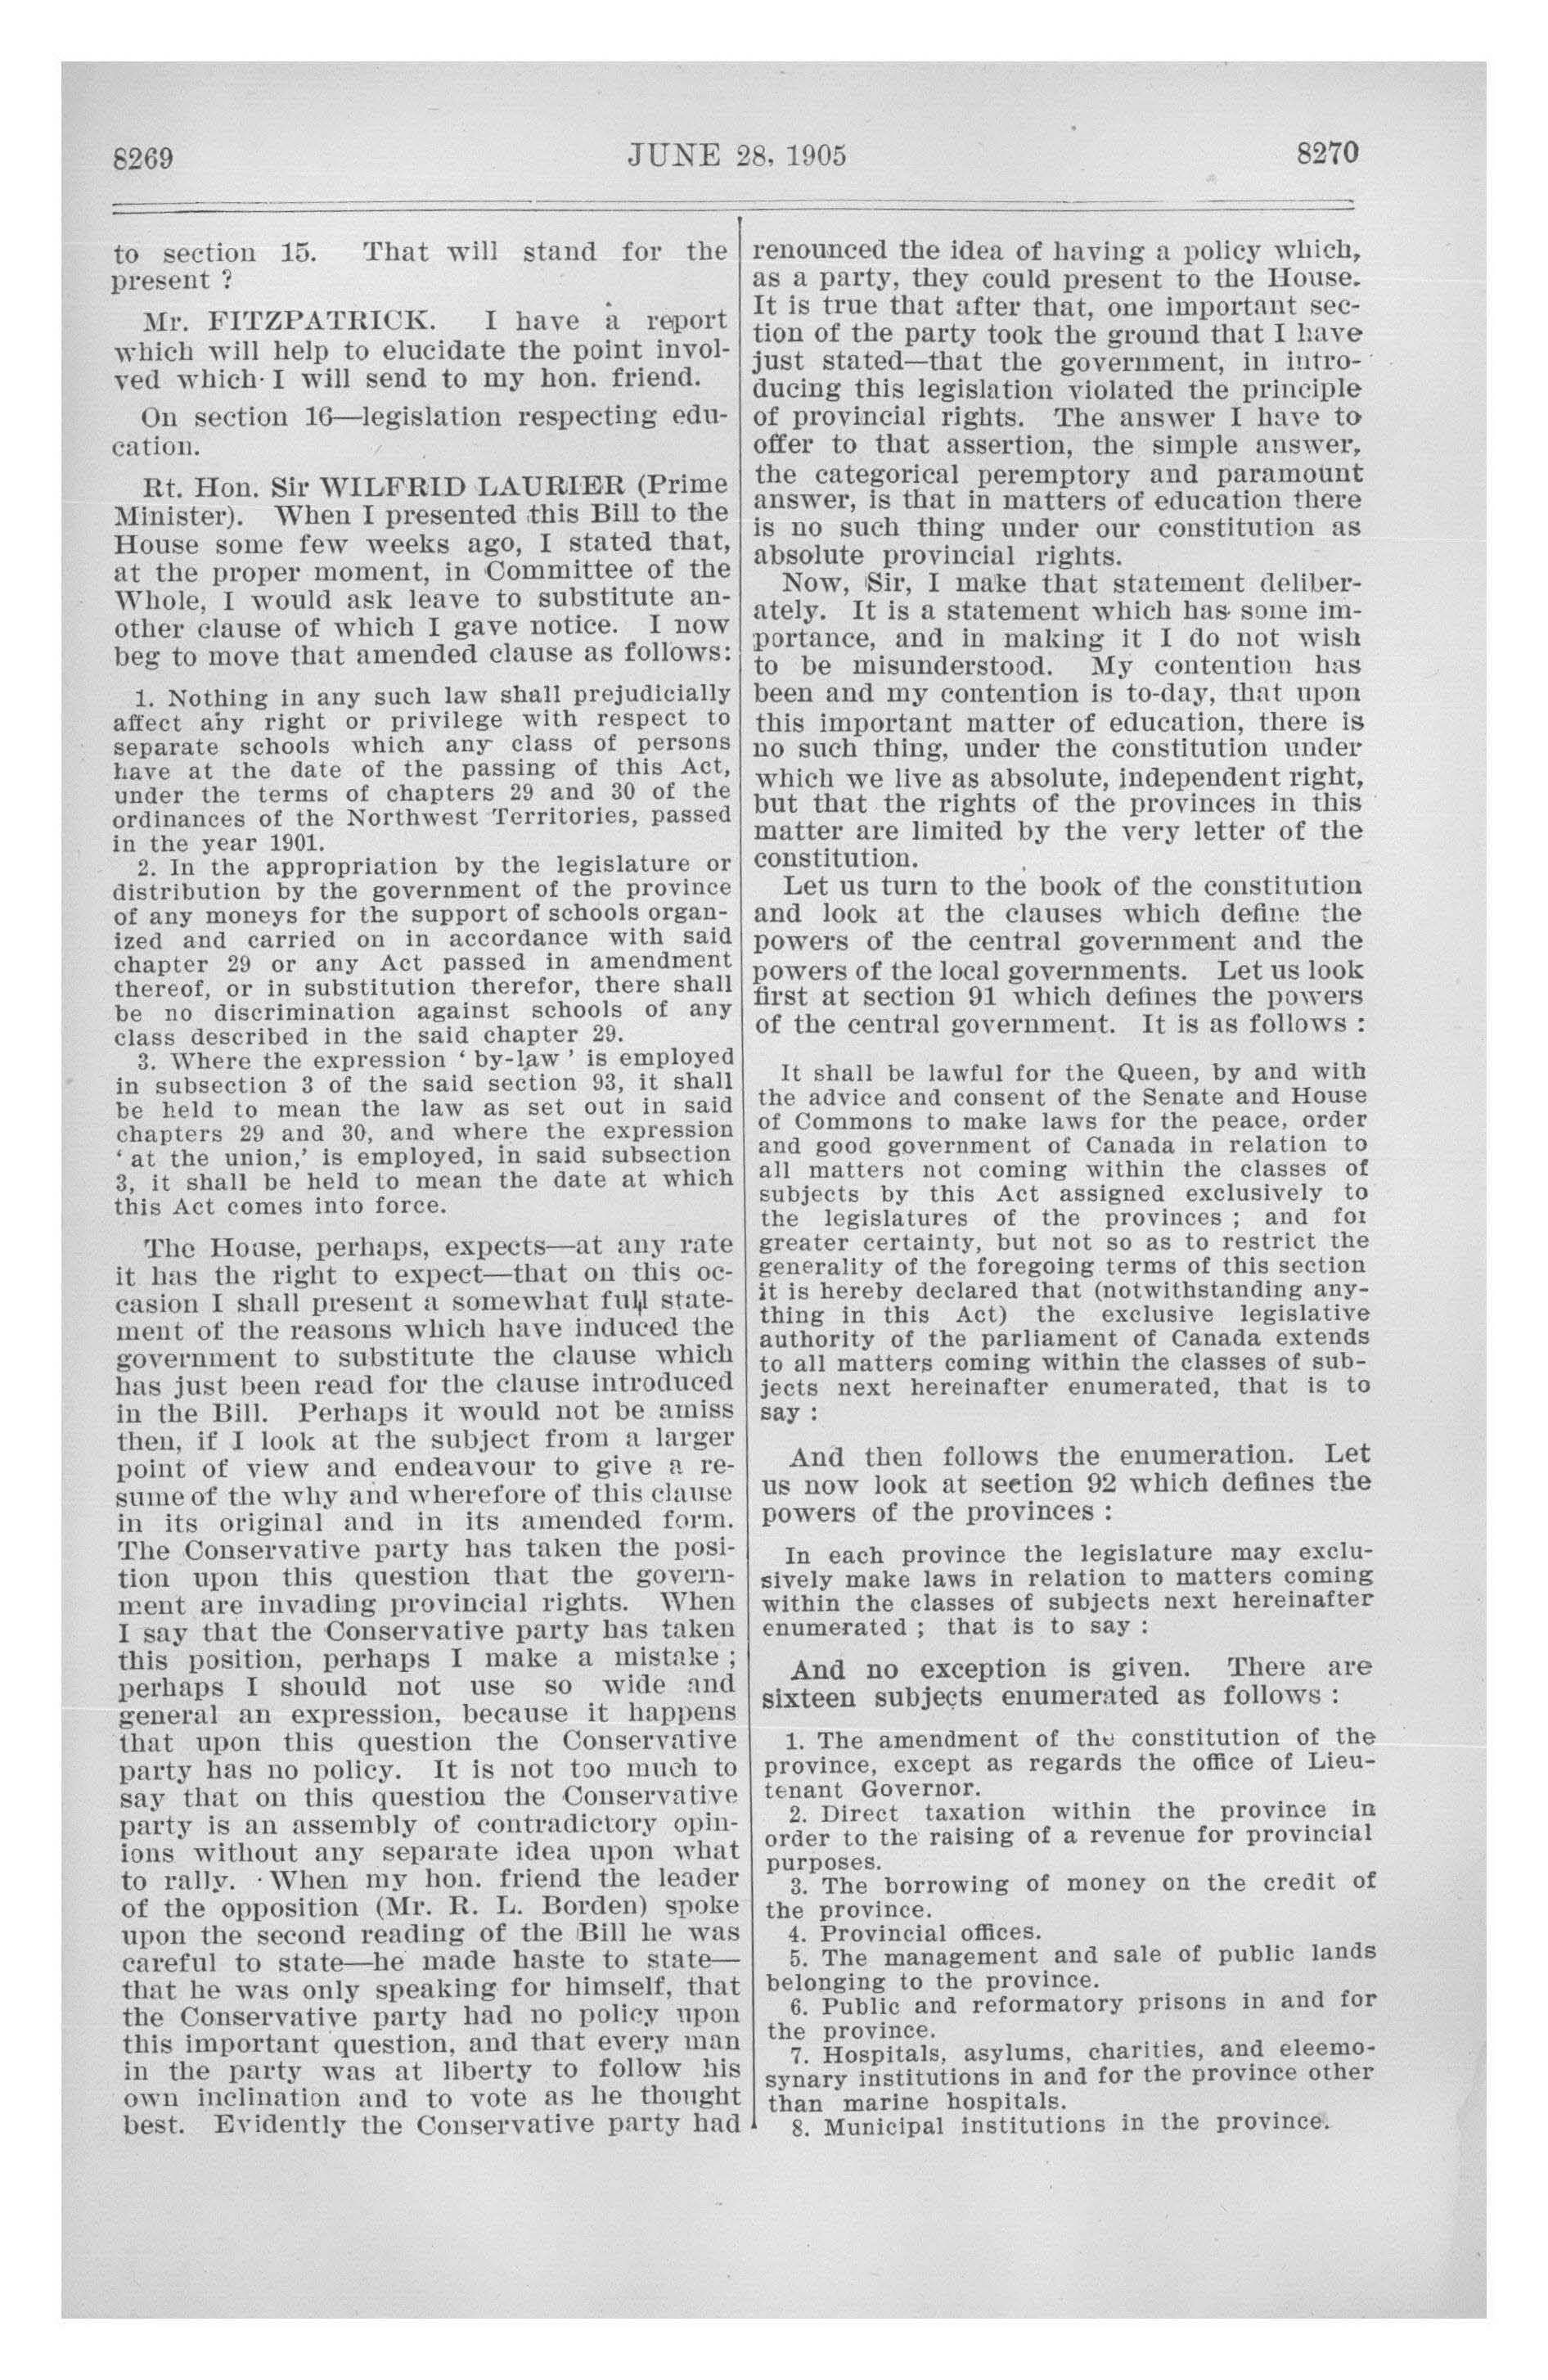 8269
JUNE 28, 1905
8270
to section 15. That will stand for the
present ?
Mr. FITZPATRICK. I have a report
which will help to elucidate the point invol-
ved which I will send to my hon. friend.
On section 16—legislation respecting edu-
cation.
Rt. Hon. Sir WILFRID LAURIER (Prime
Minister). When I presented this Bill to the
House some few weeks ago, I stated that,
at the proper moment, in Committee of the
Whole, I would ask leave to substitute an-
other clause of which I gave notice. I now
beg to move that amended clause as follows:
1. Nothing in any such law shall prejudicially
affect any right or privilege with respect to
separate schools which any class of persons
have at the date of the passing of this Act,
under the terms of chapters 29 and 30 of the
ordinances of the Northwest Territories, passed
in the year 1901.
2. In the appropriation by the legislature or
distribution by the government of the province
of any moneys for the support of schools organ-
ized and carried on in accordance with said
chapter 29 or any Act passed in amendment
thereof, or in substitution therefor, there shall
be no discrimination against schools of any
class described in the said chapter 29.
3. Where the expression ' by-law ' is employed
in subsection 3 of the said section 93, it shall
be held to mean the law as set out in said
chapters 29 and 30, and where the expression
' at the union,' is employed, in said subsection
3, it shall be held to mean the date at which
this Act comes into force.
The House, perhaps, expects—at any rate
it has the right to expect—that on this oc-
casion I shall present a somewhat full state-
ment of the reasons which have induced the
government to substitute the clause which
has just been read for the clause introduced
in the Bill. Perhaps it would not be amiss
then, if I look at the subject from a larger
point of view and endeavour to give a re-
sume of the why and wherefore of this clause
in its original and in its amended form.
The Conservative party has taken the posi-
tion upon this question that the govern-
ment are invading provincial rights. When
I say that the Conservative party has taken
this position, perhaps I make a mistake ;
perhaps I should not use so wide and
general an expression, because it happens
that upon this question the Conservative
party has no policy. It is not too much to
say that on this question the Conservative
party is an assembly of contradictory opin-
ions without any separate idea upon what
to rally. When my hon. friend the leader
of the opposition (Mr. R. L. Borden) spoke
upon the second reading of the Bill he was
careful to state—he made haste to state—
that he was only speaking for himself, that
the Conservative party had no policy upon
this important question, and that every man
in the party was at liberty to follow his
own inclination and to vote as he thought
best. Evidently the Conservative party had
renounced the idea of having a policy which,
as a party, they could present to the House.
It is true that after that, one important sec-
tion of the party took the ground that I have
just stated—that the government, in intro-
ducing this legislation violated the principle
of provincial rights. The answer I have to
offer to that assertion, the simple answer,
the categorical peremptory and paramount
answer, is that in matters of education there
is no such thing under our constitution as
absolute provincial rights.
Now, Sir, I make that statement deliber-
ately. It is a statement which has some im-
portance, and in making it I do not wish
to be misunderstood. My contention has
been and my contention is to-day, that upon
this important matter of education, there is
no such thing, under the constitution under
which we live as absolute, independent right,
but that the rights of the provinces in this
matter are limited by the very letter of the
constitution.
Let us turn to the book of the constitution
and look at the clauses which define the
powers of the central government and the
powers of the local governments. Let us look
first at section 91 which defines the powers
of the central government. It is as follows :
It shall be lawful for the Queen, by and with
the advice and consent of the Senate and House
of Commons to make laws for the peace, order
and good government of Canada in relation to
all matters not coming within the classes of
subjects by this Act assigned exclusively to
the legislatures of the provinces ; and for
greater certainty, but not so as to restrict the
generality of the foregoing terms of this section
it is hereby declared that (notwithstanding any-
thing in this Act) the exclusive legislative
authority of the parliament of Canada extends
to all matters coming within the classes of sub-
jects next hereinafter enumerated, that is to
say :
And then follows the enumeration. Let
us now look at section 92 which defines the
powers of the provinces :
In each province the legislature may exclu-
sively make laws in relation to matters coming
within the classes of subjects next hereinafter
enumerated ; that is to say :
And no exception is given. There are
sixteen subjects enumerated as follows :
1. The amendment of the constitution of the
province, except as regards the office of Lieu-
tenant Governor.
2. Direct taxation within the province in
order to the raising of a revenue for provincial
purposes.
3. The borrowing of money on the credit of
the province.
4. Provincial offices.
5. The management and sale of public lands
belonging to the province.
6. Public and reformatory prisons in and for
the province.
7. Hospitals, asylums, charities, and eleemo-
synary institutions in and for the province other
than marine hospitals.
8. Municipal institutions in the province.